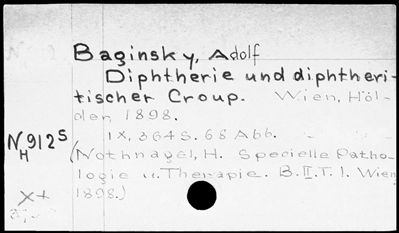 Baginsky, Adolf
Diphtherie und diphtheri-
tischer Croup. Wien, Höl-
der, 1898.
IX, 364 S. 68 Abb.
(Nothnagel, H. Specielle Patho-
logie u. Therapie. B. II. T. 1. Wien
1898.)
N 912 S
H